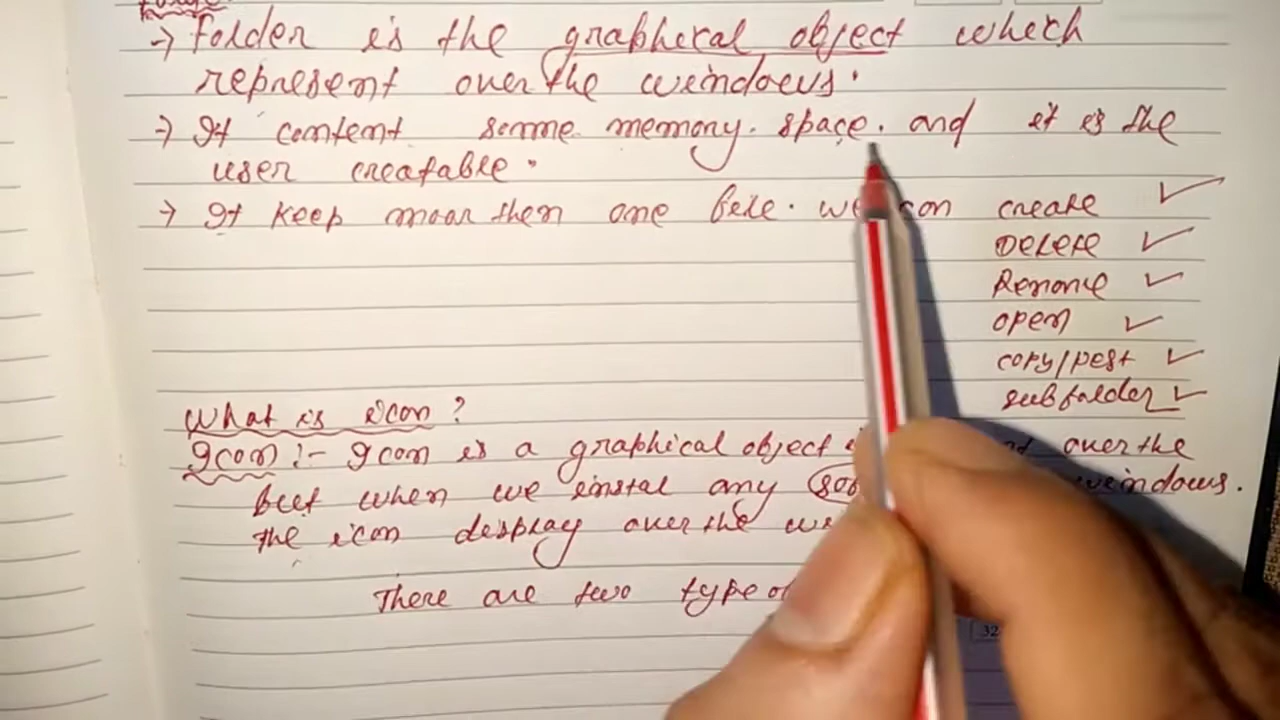 → Folder is the graphical object which
represent over the windows.
→ It content some memory. space. and it is the
user creatable.
→ It keep moar then one file. we can create ✓
Delete ✓
Rename ✓
open ✓
copy/pest ✓
subfolder ✓
What is icon ?
Icon :- Icon is a graphical object over the
but when we instal any windows.
the icon desplay over the
There are two type of
32